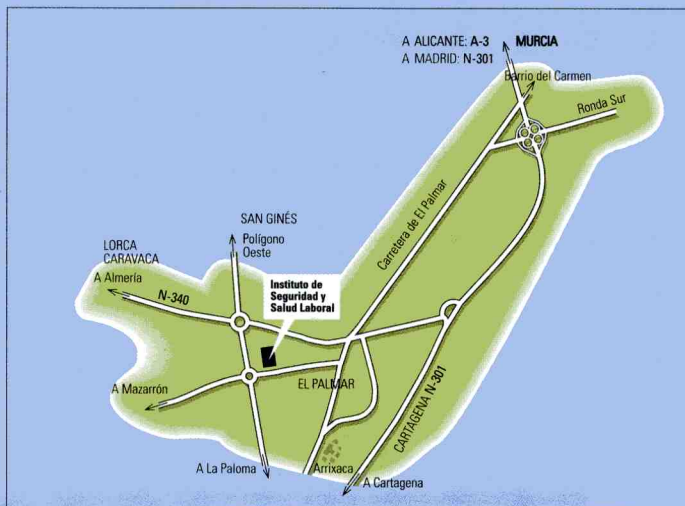 A ALICANTE: A-3 MURCIA
A MADRID: N-301
Barrio del Carmen
Ronda Sur
Carretera de El Palmar
SAN GINÉS
Polígono
Oeste
LORCA
CARAVACA
A Almería
N-340
Instituto de
Seguridad y
Salud Laboral
A Mazarrón
EL PALMAR
CARTAGENA N-301
A La Paloma
Arrixaca
A Cartagena